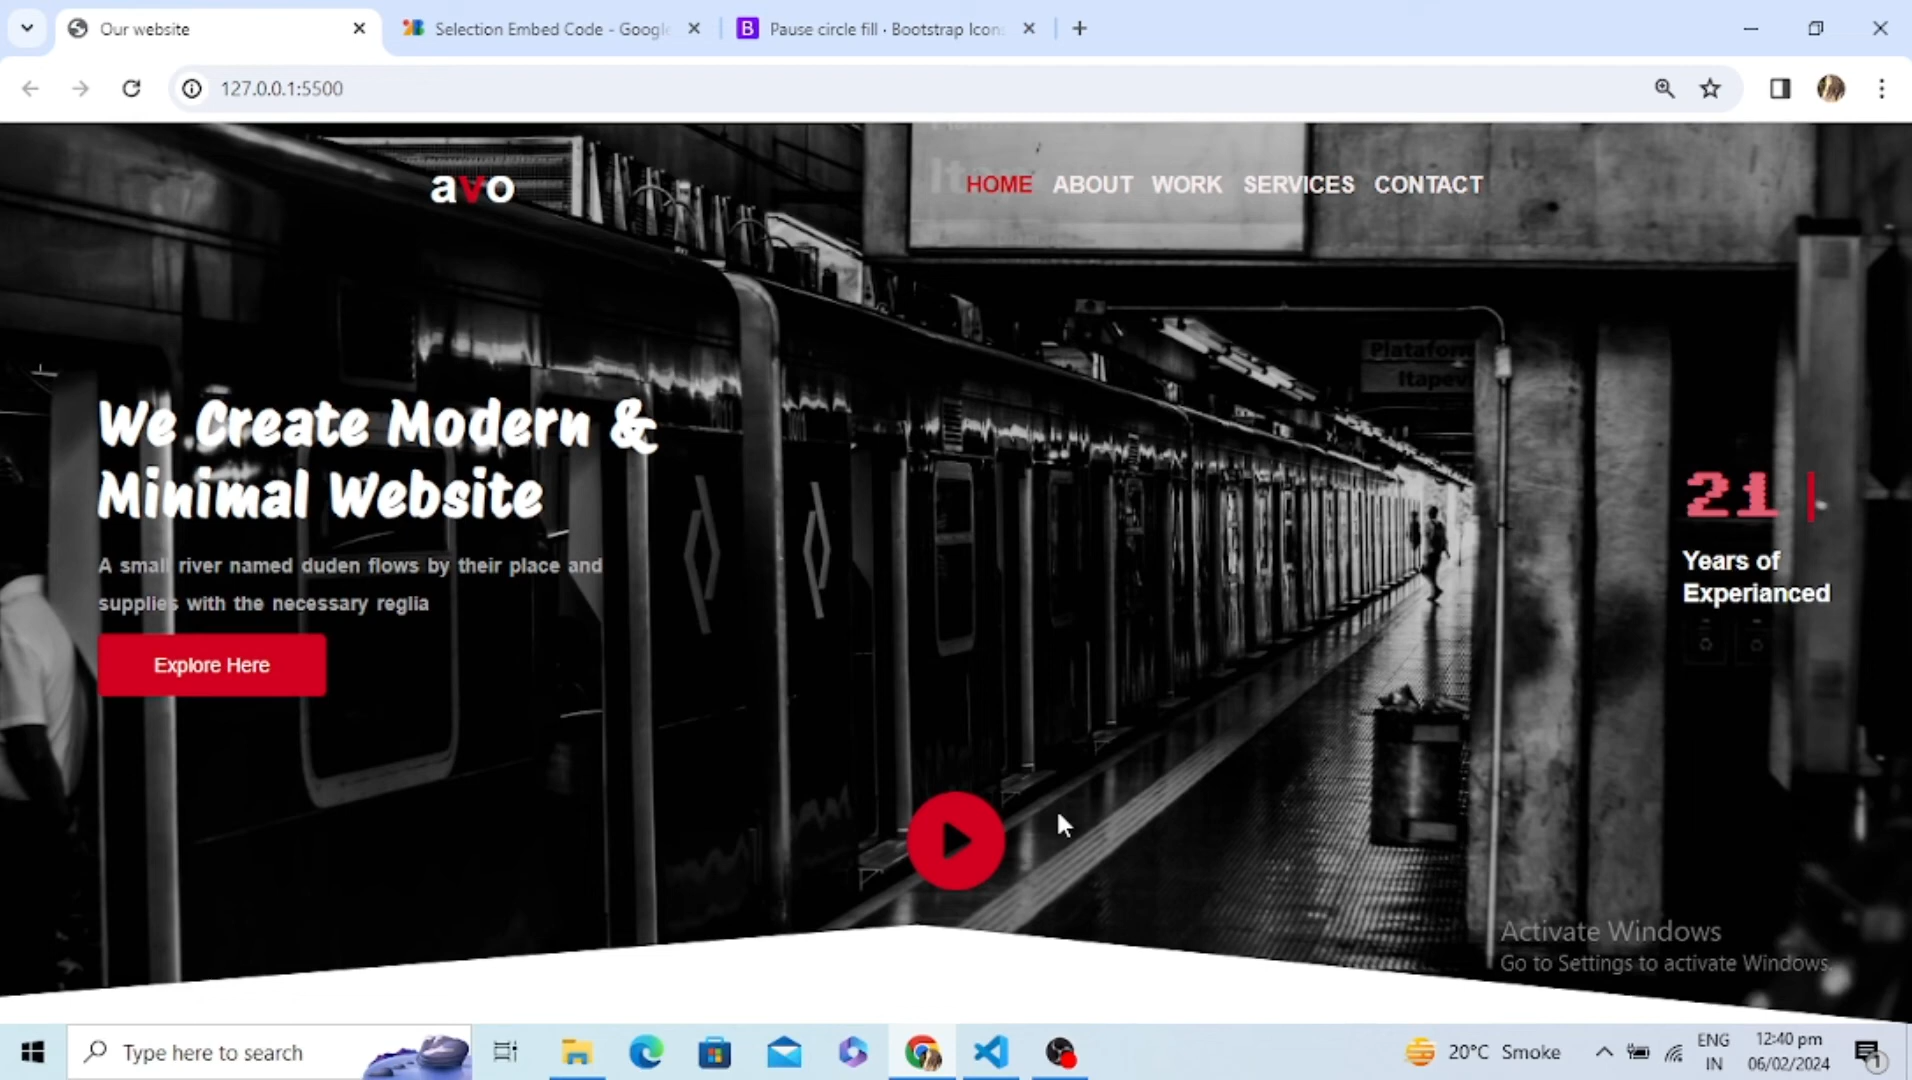 Our website
Selection Embed Code - Google
Pause circle fill · Bootstrap Icons
127.0.0.1:5500
avo
HOME ABOUT WORK SERVICES CONTACT
Plataforma
Itapevi
We Create Modern &
Minimal Website
A small river named duden flows by their place and
supplies with the necessary reglia
Explore Here
21 |
Years of
Experianced
Activate Windows
Go to Settings to activate Windows.
Type here to search
20°C Smoke
ENG
IN
12:40 pm
06/02/2024
1